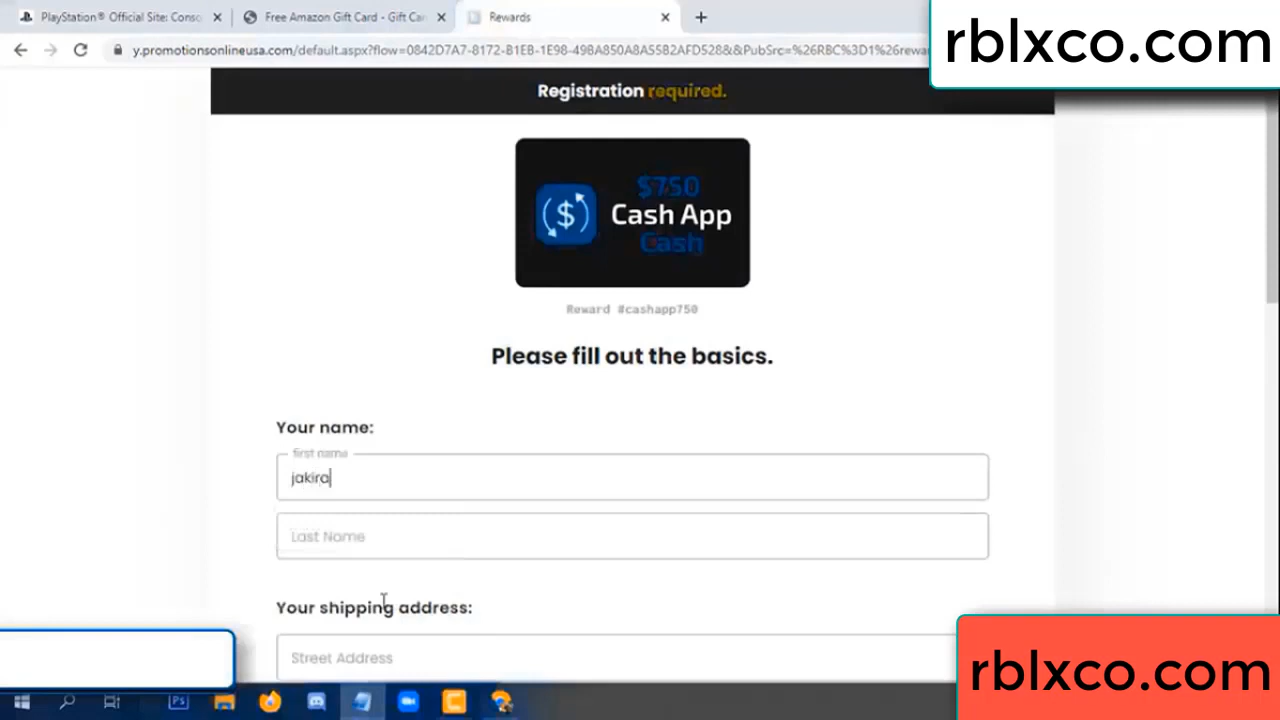 PlayStation® Official Site: Conso
Free Amazon Gift Card - Gift Car
Rewards
rblxco.com
y.promotionsonlineusa.com/default.aspx?flow=0842D7A7-8172-B1EB-1E98-49BA850A8A55B2AFD528&&PubSrc=%26RBC%3D1%26rewa
Registration required.
$750
Cash App
Cash
Reward #cashapp750
Please fill out the basics.
Your name:
first name
jakira
Last Name
Your shipping address:
Street Address
rblxco.com
Ps